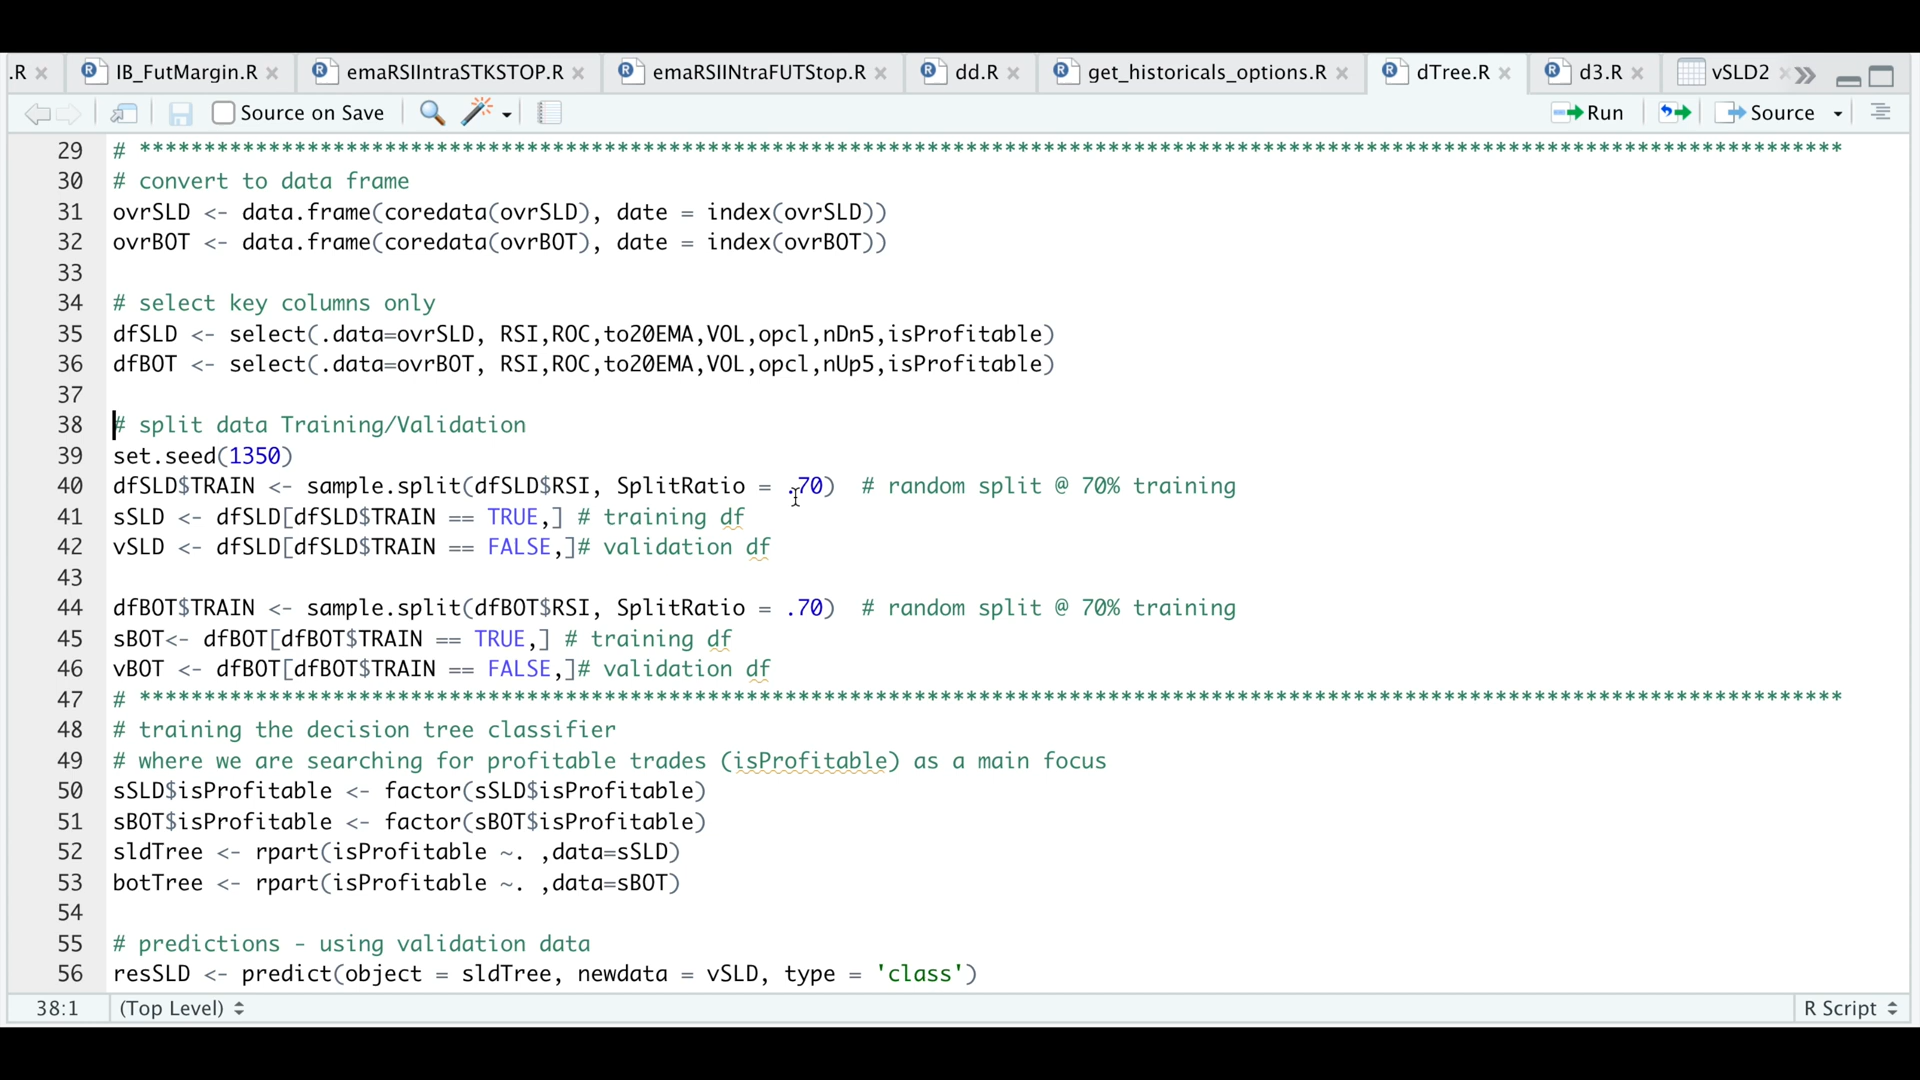 .R IB_FutMargin.R emaRSIIntraSTKSTOP.R emaRSIINtraFUTStop.R dd.R get_historicals_options.R dTree.R d3.R vSLD2
Source on Save Run Source
29 # ************************************************************************************************************************************
30 # convert to data frame
31 ovrSLD <- data.frame(coredata(ovrSLD), date = index(ovrSLD))
32 ovrBOT <- data.frame(coredata(ovrBOT), date = index(ovrBOT))
33
34 # select key columns only
35 dfSLD <- select(.data=ovrSLD, RSI,ROC,to20EMA,VOL,opcl,nDn5,isProfitable)
36 dfBOT <- select(.data=ovrBOT, RSI,ROC,to20EMA,VOL,opcl,nUp5,isProfitable)
37
38 # split data Training/Validation
39 set.seed(1350)
40 dfSLD$TRAIN <- sample.split(dfSLD$RSI, SplitRatio = .70)  # random split @ 70% training
41 sSLD <- dfSLD[dfSLD$TRAIN == TRUE,] # training df
42 vSLD <- dfSLD[dfSLD$TRAIN == FALSE,]# validation df
43
44 dfBOT$TRAIN <- sample.split(dfBOT$RSI, SplitRatio = .70)  # random split @ 70% training
45 sBOT<- dfBOT[dfBOT$TRAIN == TRUE,] # training df
46 vBOT <- dfBOT[dfBOT$TRAIN == FALSE,]# validation df
47 # ************************************************************************************************************************************
48 # training the decision tree classifier
49 # where we are searching for profitable trades (isProfitable) as a main focus
50 sSLD$isProfitable <- factor(sSLD$isProfitable)
51 sBOT$isProfitable <- factor(sBOT$isProfitable)
52 sldTree <- rpart(isProfitable ~. ,data=sSLD)
53 botTree <- rpart(isProfitable ~. ,data=sBOT)
54
55 # predictions - using validation data
56 resSLD <- predict(object = sldTree, newdata = vSLD, type = 'class')
38:1 (Top Level) R Script